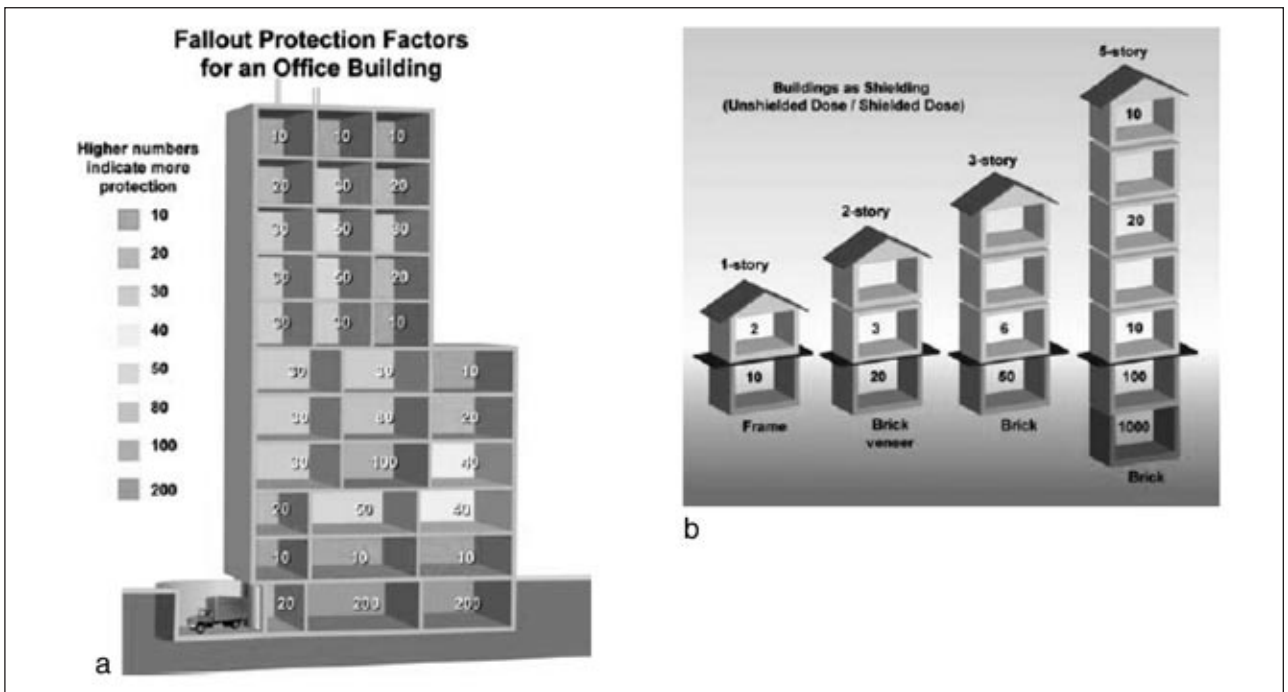 Fallout Protection Factors
for an Office Building
Higher numbers
indicate more
protection
10
20
30
40
50
80
100
200
10 10 10
20 30 20
30 50 30
30 50 20
30 30 10
30 30 10
30 80 20
30 100 40
20 50 40
10 10 10
20 200 200
a
Buildings as Shielding
(Unshielded Dose / Shielded Dose)
1-story
2
10
Frame
2-story
3
20
Brick
veneer
3-story
6
50
Brick
5-story
10
20
10
100
1000
Brick
b